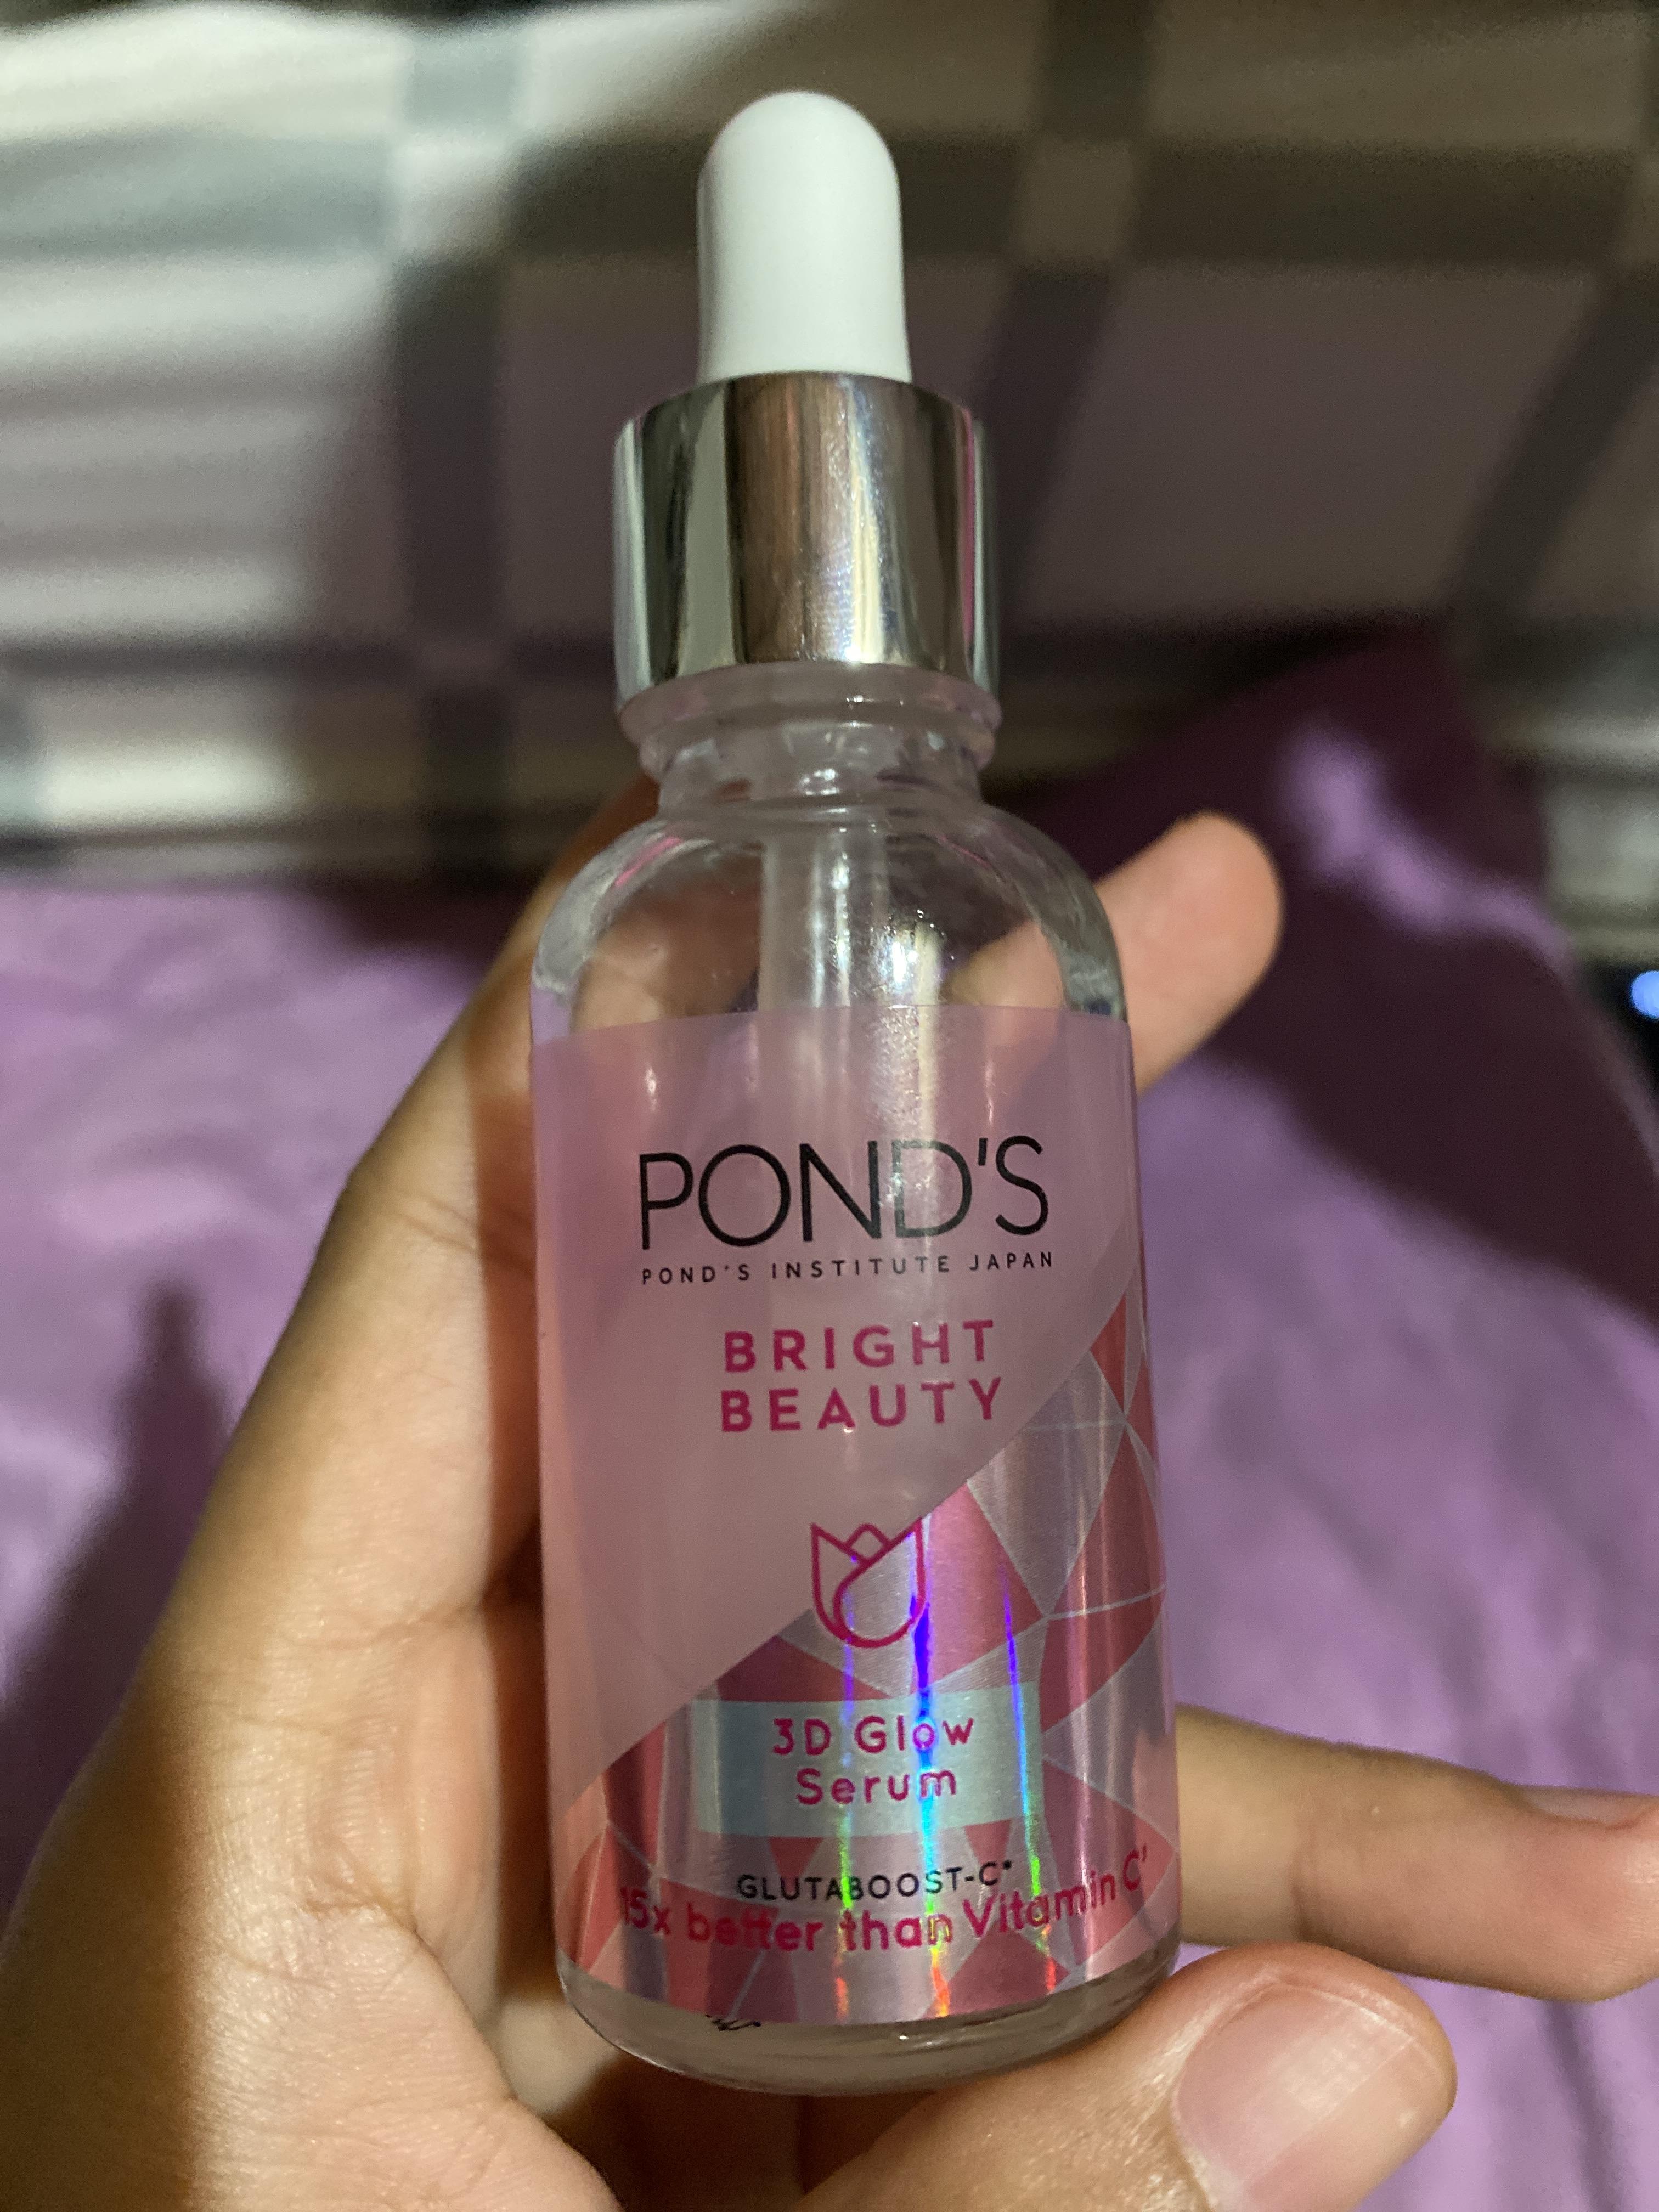 POND'S
POND'S INSTITUTE JAPAN
BRIGHT
BEAUTY
3D Glow
Serum
GLUTABOOST-C*
15x better than Vitamin C'